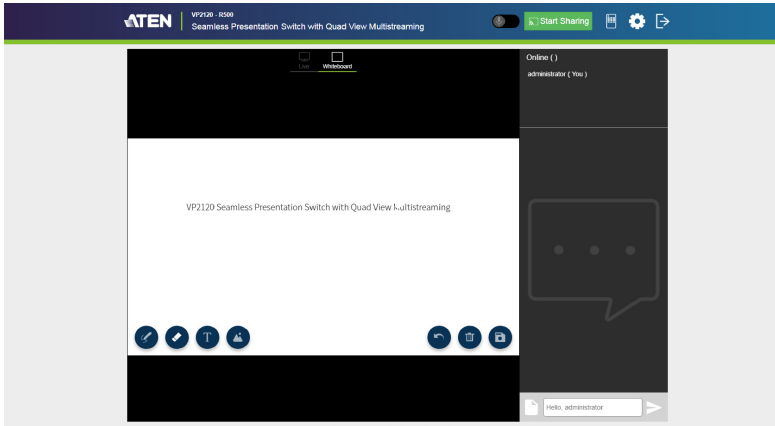 ATEN
VP2120 - R500
Seamless Presentation Switch with Quad View Multistreaming
Start Sharing
Live
Whiteboard
Online ( )
administrator ( You )
VP2120 Seamless Presentation Switch with Quad View Multistreaming
T
Hello, administrator